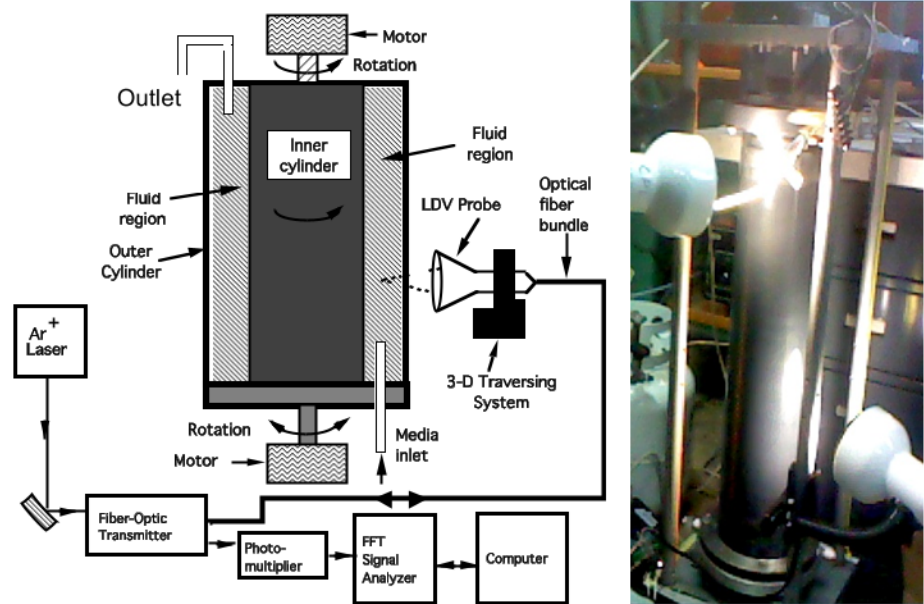 Motor
Rotation
Outlet
Inner
cylinder
Fluid
region
Fluid
region
LDV Probe
Optical
fiber
bundle
Outer
Cylinder
Ar +
Laser
3-D Traversing
System
Rotation
Media
inlet
Motor
Fiber-Optic
Transmitter
Photo-
multiplier
FFT
Signal
Analyzer
Computer